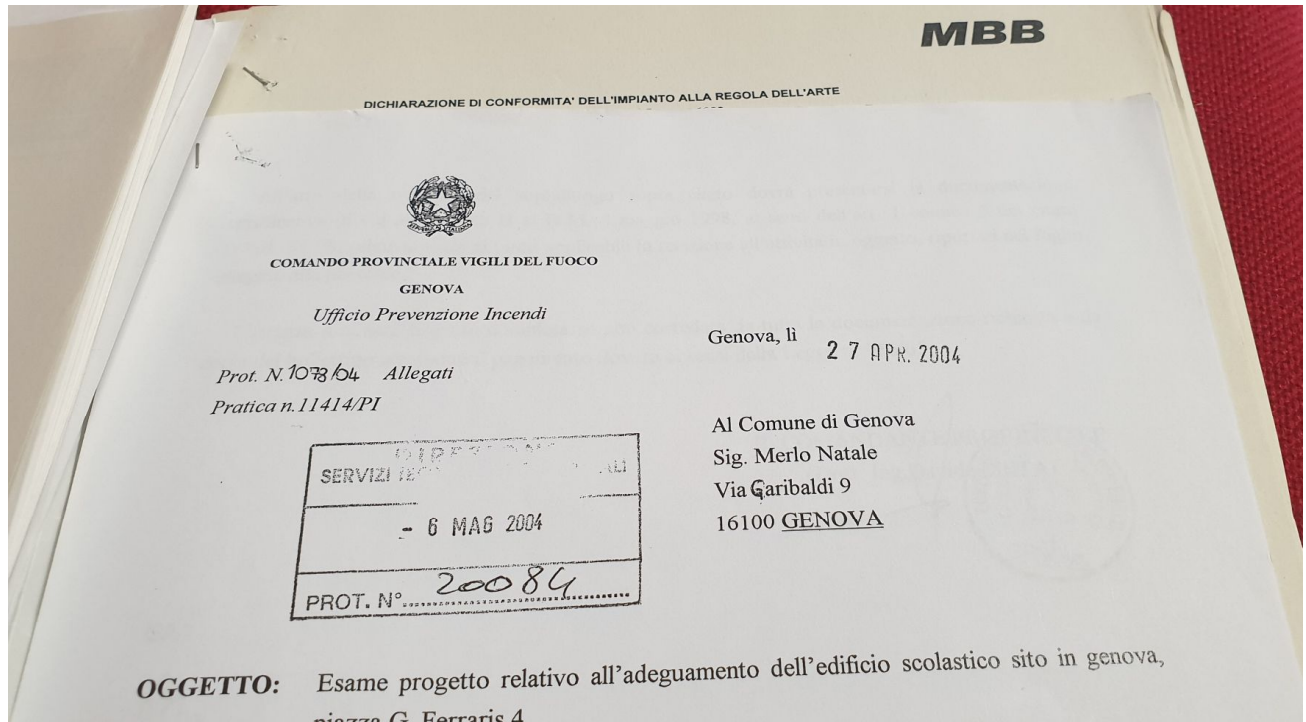 MBB
DICHIARAZIONE DI CONFORMITA' DELL'IMPIANTO ALLA REGOLA DELL'ARTE
COMANDO PROVINCIALE VIGILI DEL FUOCO
GENOVA
Ufficio Prevenzione Incendi
Genova, lì 27 APR. 2004
Prot. N. 1078/04 Allegati
Pratica n.11414/PI
Al Comune di Genova
Sig. Merlo Natale
Via Garibaldi 9
16100 GENOVA
SERVIZI
- 6 MAG 2004
PROT. N° 20084
OGGETTO: Esame progetto relativo all'adeguamento dell'edificio scolastico sito in genova,
piazza G. Ferraris 4